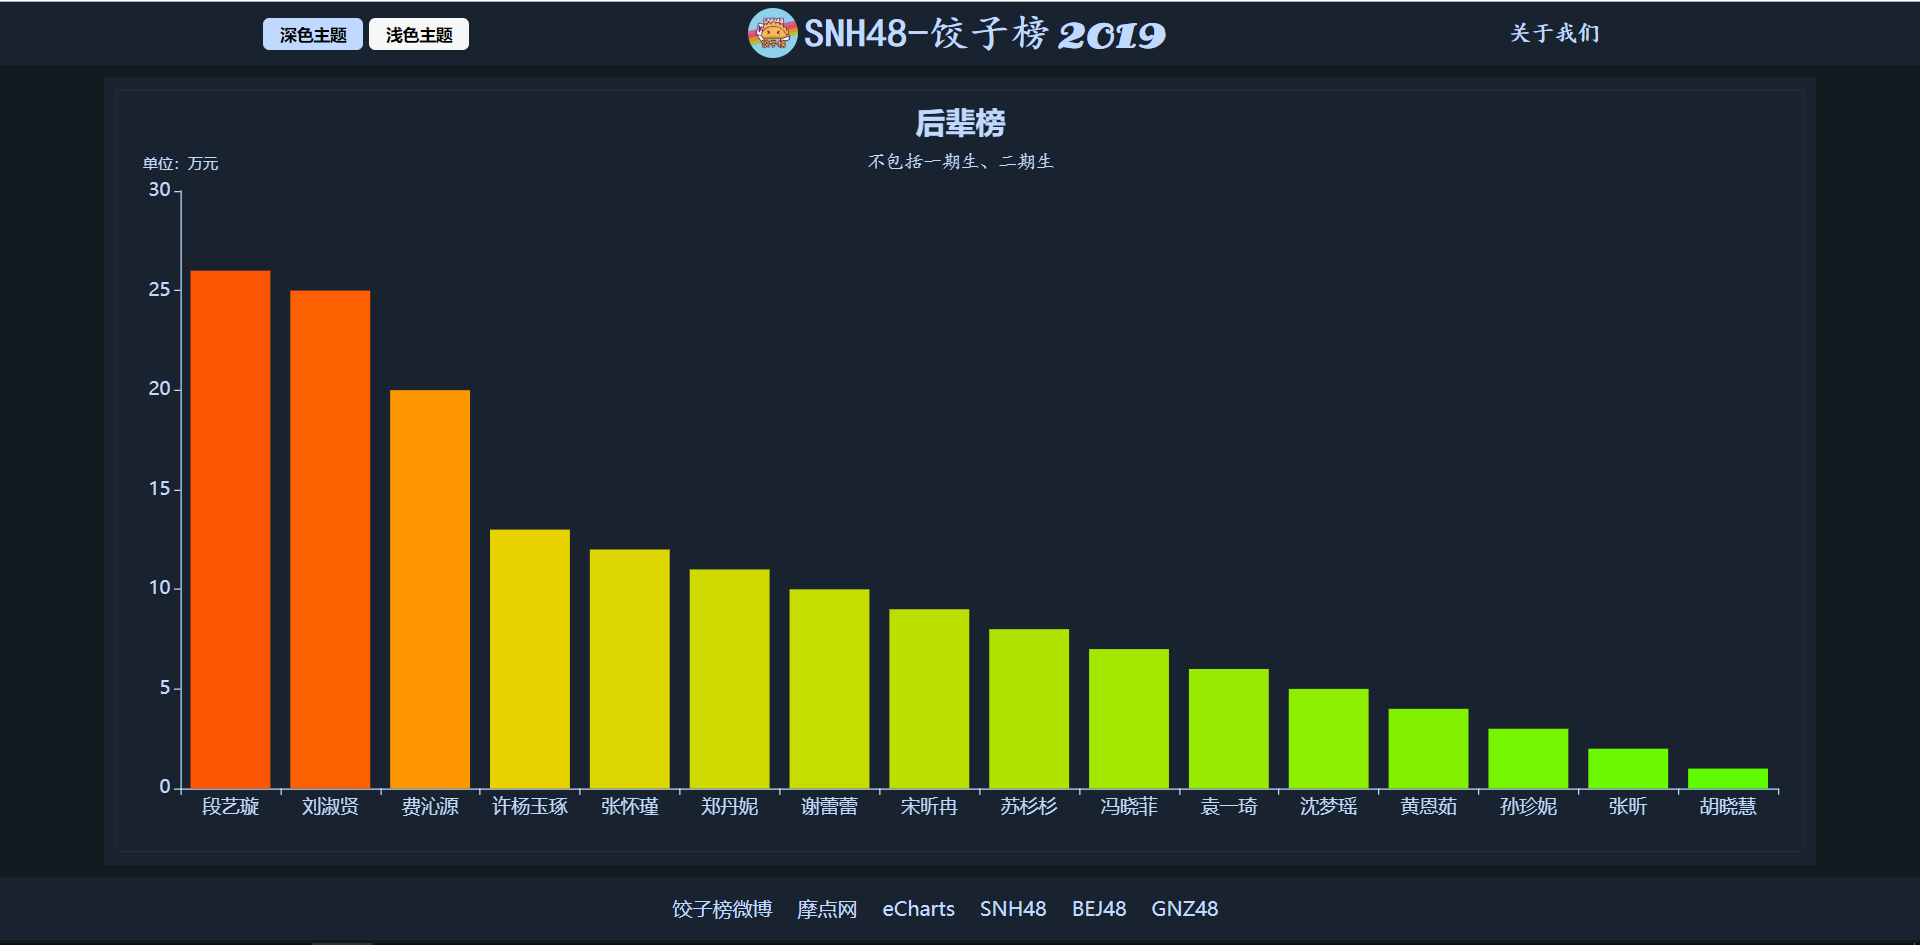 深色主题 浅色主题 SNH48-饺子榜 2019 关于我们
后辈榜
不包括一期生、二期生
单位：万元
30
25
20
15
10
5
0
段艺璇 刘淑贤 费沁源 许杨玉琢 张怀瑾 郑丹妮 谢蕾蕾 宋昕冉 苏杉杉 冯晓菲 袁一琦 沈梦瑶 黄恩茹 孙珍妮 张昕 胡晓慧
饺子榜微博 摩点网 eCharts SNH48 BEJ48 GNZ48